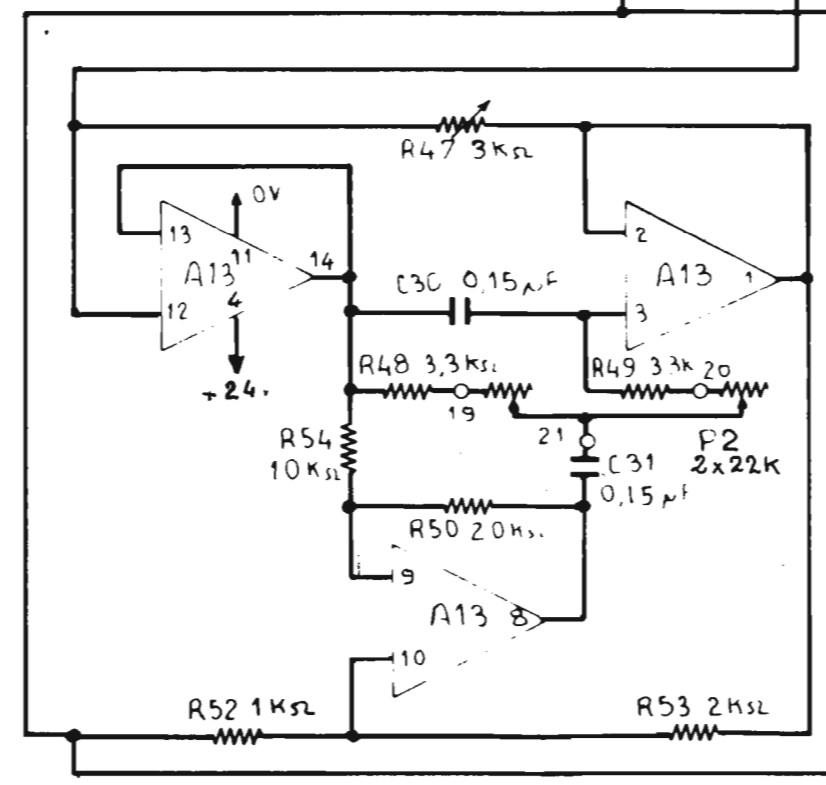 R47 3KΩ
0V
13
11
14
2
A13
A13
1
4
C30 0,15µF
12
3
R48 3,3KΩ
R49 3.3K
20
+24.
19
R54
10KΩ
21
P2
2x22K
C31
0,15µF
R50 20KΩ
9
A13
8
10
R52 1KΩ
R53 2KΩ